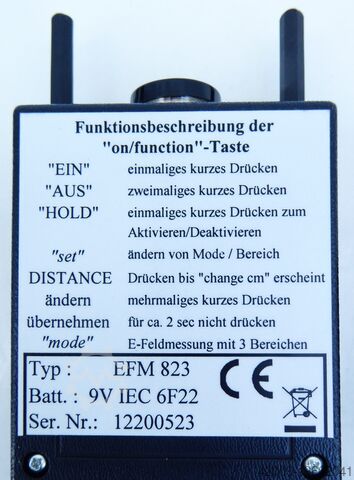 Funktionsbeschreibung der
"on/function"-Taste
"EIN" einmaliges kurzes Drücken
"AUS" zweimaliges kurzes Drücken
"HOLD" einmaliges kurzes Drücken zum
Aktivieren/Deaktivieren
"set" ändern von Mode / Bereich
DISTANCE Drücken bis "change cm" erscheint
ändern mehrmaliges kurzes Drücken
übernehmen für ca. 2 sec nicht drücken
"mode" E-Feldmessung mit 3 Bereichen
Typ : EFM 823
Batt. : 9V IEC 6F22
Ser. Nr.: 12200523
CE